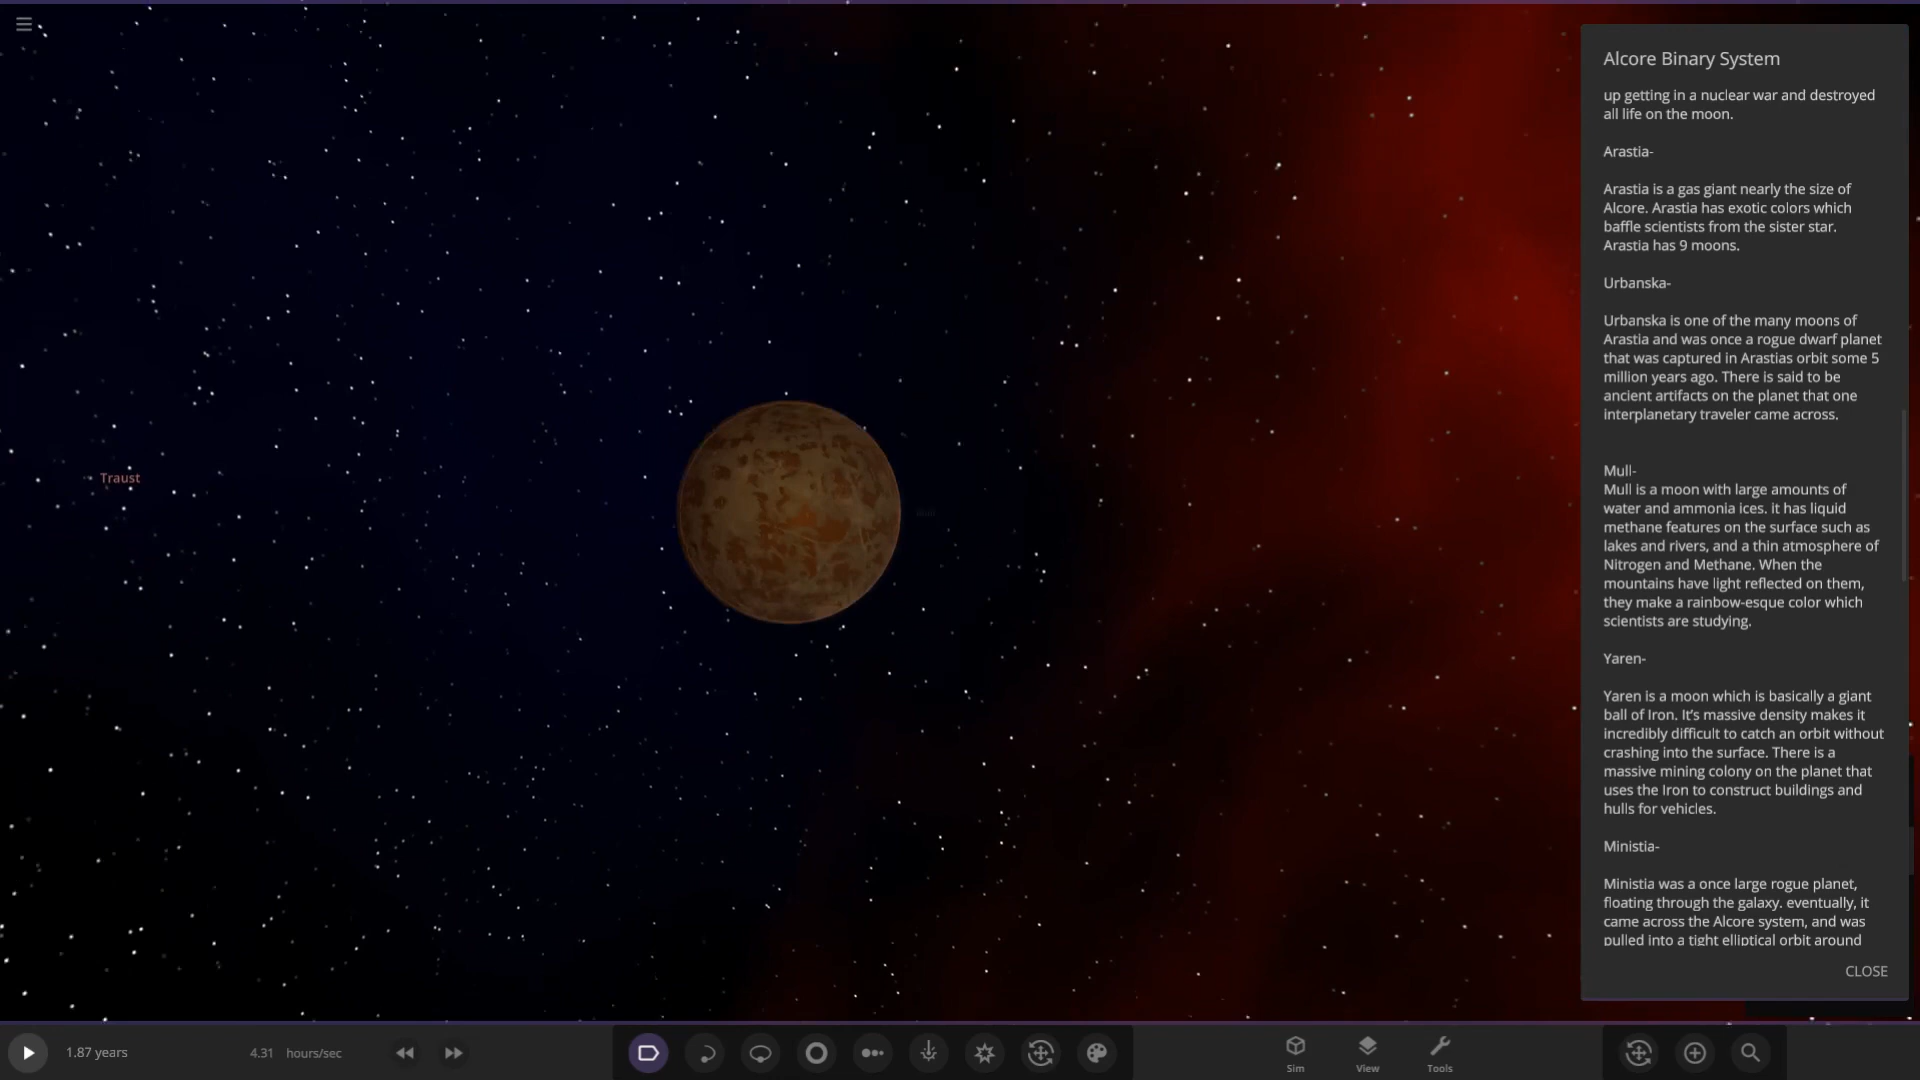 Alcore Binary System
up getting in a nuclear war and destroyed
all life on the moon.
Arastia-
Arastia is a gas giant nearly the size of
Alcore. Arastia has exotic colors which
baffle scientists from the sister star.
Arastia has 9 moons.
Urbanska-
Urbanska is one of the many moons of
Arastia and was once a rogue dwarf planet
that was captured in Arastias orbit some 5
million years ago. There is said to be
ancient artifacts on the planet that one
interplanetary traveler came across.
Traust
Mull-
Mull is a moon with large amounts of
water and ammonia ices. it has liquid
methane features on the surface such as
lakes and rivers, and a thin atmosphere of
Nitrogen and Methane. When the
mountains have light reflected on them,
they make a rainbow-esque color which
scientists are studying.
Yaren-
Yaren is a moon which is basically a giant
ball of Iron. It's massive density makes it
incredibly difficult to catch an orbit without
crashing into the surface. There is a
massive mining colony on the planet that
uses the Iron to construct buildings and
hulls for vehicles.
Ministia-
Ministia was a once large rogue planet,
floating through the galaxy. eventually, it
came across the Alcore system, and was
pulled into a tight elliptical orbit around
CLOSE
1.87 years
4.31 hours/sec
Sim
View
Tools